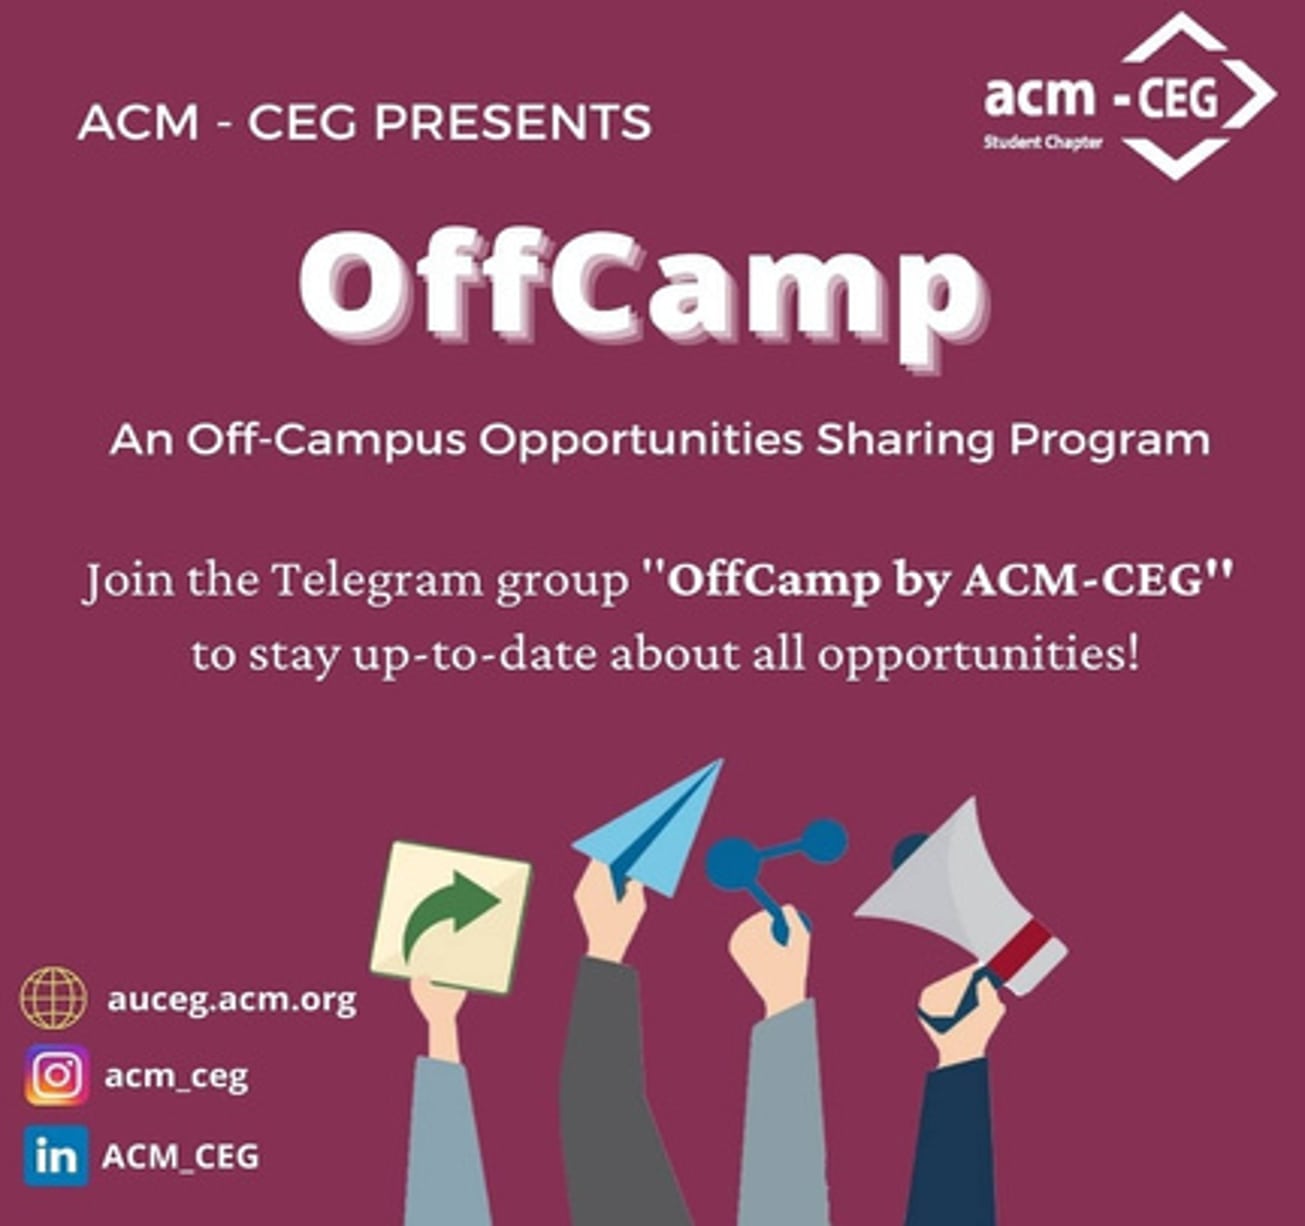 ACM - CEG PRESENTS
acm -CEG
Student Chapter
OffCamp
An Off-Campus Opportunities Sharing Program
Join the Telegram group "OffCamp by ACM-CEG"
to stay up-to-date about all opportunities!
auceg.acm.org
acm_ceg
in ACM_CEG